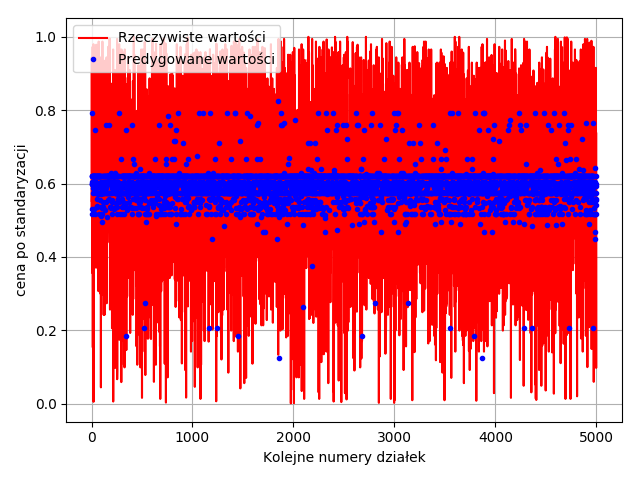 Rzeczywiste wartości
Predygowane wartości
cena po standaryzacji
1.0
0.8
0.6
0.4
0.2
0.0
0 1000 2000 3000 4000 5000
Kolejne numery działek